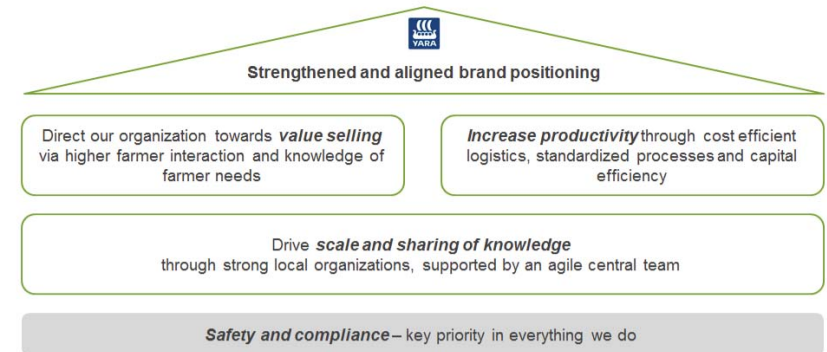 YARA
Strengthened and aligned brand positioning
Direct our organization towards value selling
via higher farmer interaction and knowledge of
farmer needs
Increase productivity through cost efficient
logistics, standardized processes and capital
efficiency
Drive scale and sharing of knowledge
through strong local organizations, supported by an agile central team
Safety and compliance – key priority in everything we do